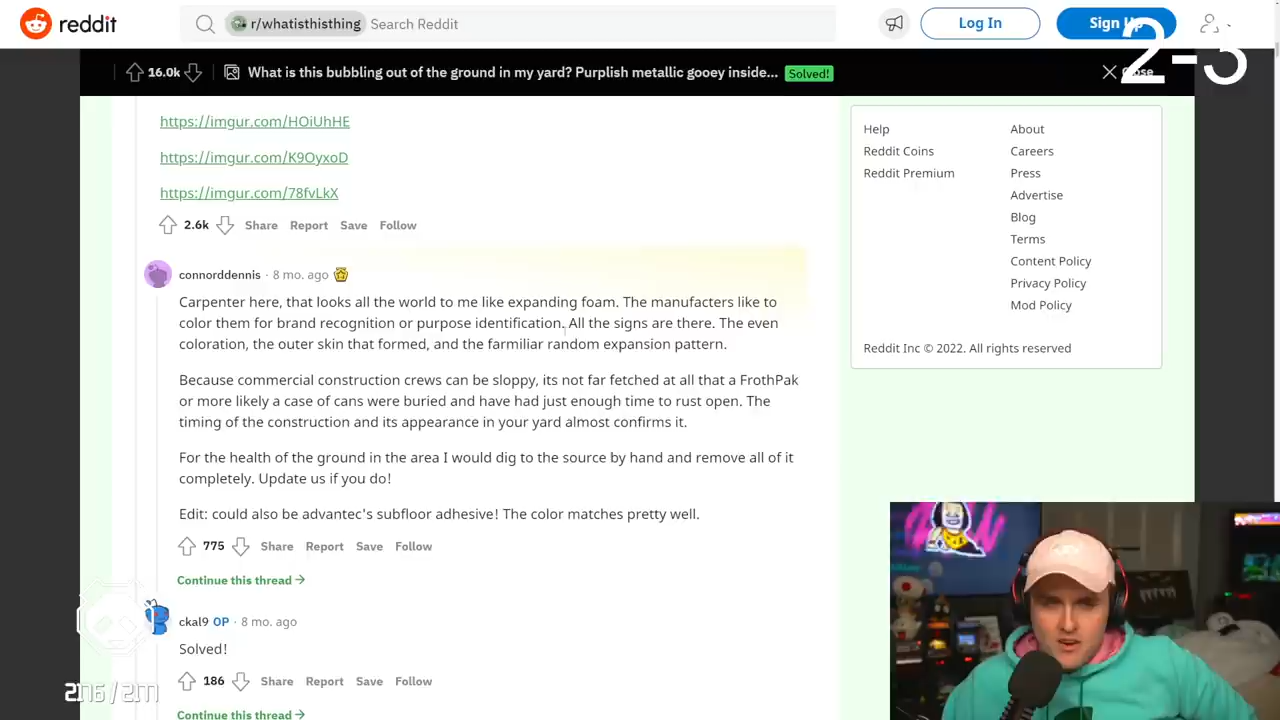 reddit
r/whatisthisthing Search Reddit
Log In
Sign Up
2-3
16.0k
What is this bubbling out of the ground in my yard? Purplish metallic gooey inside...
Solved!
Close
https://imgur.com/HOiUhHE
https://imgur.com/K9OyxoD
https://imgur.com/78fvLkX
2.6k Share Report Save Follow
connorddennis · 8 mo. ago
Carpenter here, that looks all the world to me like expanding foam. The manufacters like to
color them for brand recognition or purpose identification. All the signs are there. The even
coloration, the outer skin that formed, and the farmiliar random expansion pattern.
Because commercial construction crews can be sloppy, its not far fetched at all that a FrothPak
or more likely a case of cans were buried and have had just enough time to rust open. The
timing of the construction and its appearance in your yard almost confirms it.
For the health of the ground in the area I would dig to the source by hand and remove all of it
completely. Update us if you do!
Edit: could also be advantec's subfloor adhesive! The color matches pretty well.
775 Share Report Save Follow
Continue this thread →
ckal9 OP · 8 mo. ago
Solved!
186 Share Report Save Follow
Continue this thread →
Help
About
Reddit Coins
Careers
Reddit Premium
Press
Advertise
Blog
Terms
Content Policy
Privacy Policy
Mod Policy
Reddit Inc © 2022. All rights reserved